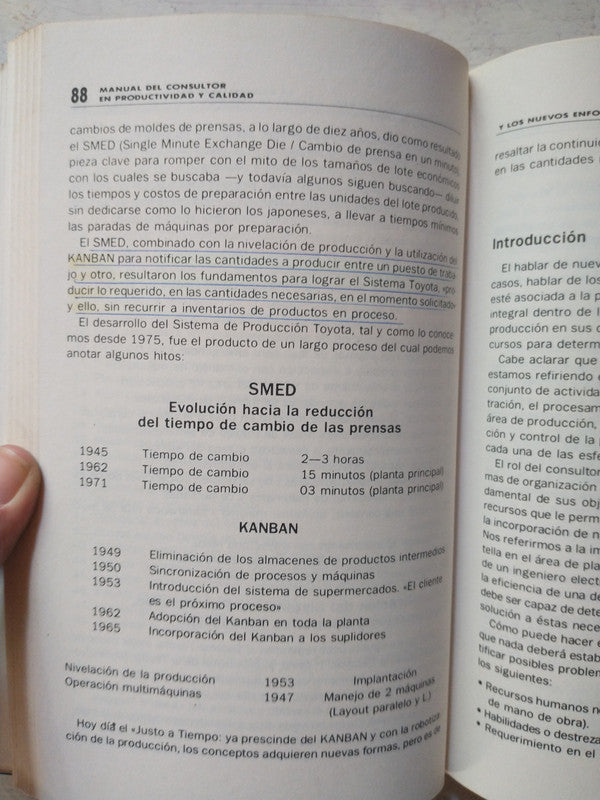 88
MANUAL DEL CONSULTOR
EN PRODUCTIVIDAD Y CALIDAD
cambios de moldes de prensas, a lo largo de diez años, dio como resultado
el SMED (Single Minute Exchange Die / Cambio de prensa en un minuto,
pieza clave para romper con el mito de los tamaños de lote económicos
con los cuales se buscaba —y todavía algunos siguen buscando— diluir
los tiempos y costos de preparación entre las unidades del lote producido,
sin dedicarse como lo hicieron los japoneses, a llevar a tiempos mínimos
las paradas de máquinas por preparación.
El SMED, combinado con la nivelación de producción y la utilización del
KANBAN para notificar las cantidades a producir entre un puesto de traba-
jo y otro, resultaron los fundamentos para lograr el Sistema Toyota, «pro-
ducir lo requerido, en las cantidades necesarias, en el momento solicitado»
y ello, sin recurrir a inventarios de productos en proceso.
El desarrollo del Sistema de Producción Toyota, tal y como lo conoce-
mos desde 1975, fue el producto de un largo proceso del cual podemos
anotar algunos hitos:
SMED
Evolución hacia la reducción
del tiempo de cambio de las prensas
1945 Tiempo de cambio 2—3 horas
1962 Tiempo de cambio 15 minutos (planta principal)
1971 Tiempo de cambio 03 minutos (planta principal)
KANBAN
1949 Eliminación de los almacenes de productos intermedios
1950 Sincronización de procesos y máquinas
1953 Introducción del sistema de supermercados. «El cliente
es el próximo proceso»
1962 Adopción del Kanban en toda la planta
1965 Incorporación del Kanban a los suplidores
Nivelación de la producción 1953 Implantación
Operación multimáquinas 1947 Manejo de 2 máquinas
(Layout paralelo y L)
Hoy día el «Justo a Tiempo: ya prescinde del KANBAN y con la robotiza-
ción de la producción, los conceptos adquieren nuevas formas, pero es de
Y LOS NUEVOS ENFO
resaltar la continuid
en las cantidades
Introducción
El hablar de nuev
casos, hablar de los
esté asociada a la p
integral dentro de l
producción en sus
cursos para determ
Cabe aclarar que
estamos refiriendo
conjunto de activida
tración, el procesam
área de producción,
ción y control de la
cada una de las esfe
El rol del consultor
mas de organización
damental de sus obj
recursos que le perm
la incorporación de n
Nos referirmos a la im
tella en el área de pla
de un ingeniero elect
la eficiencia de una de
debe ser capaz de dete
solución a éstas nece
Cómo puede hacer e
que nada deberá estab
tificar posibles problem
los siguientes:
* Recursos humanos n
de mano de obra).
* Habilidades o destreza
* Requerimiento en el